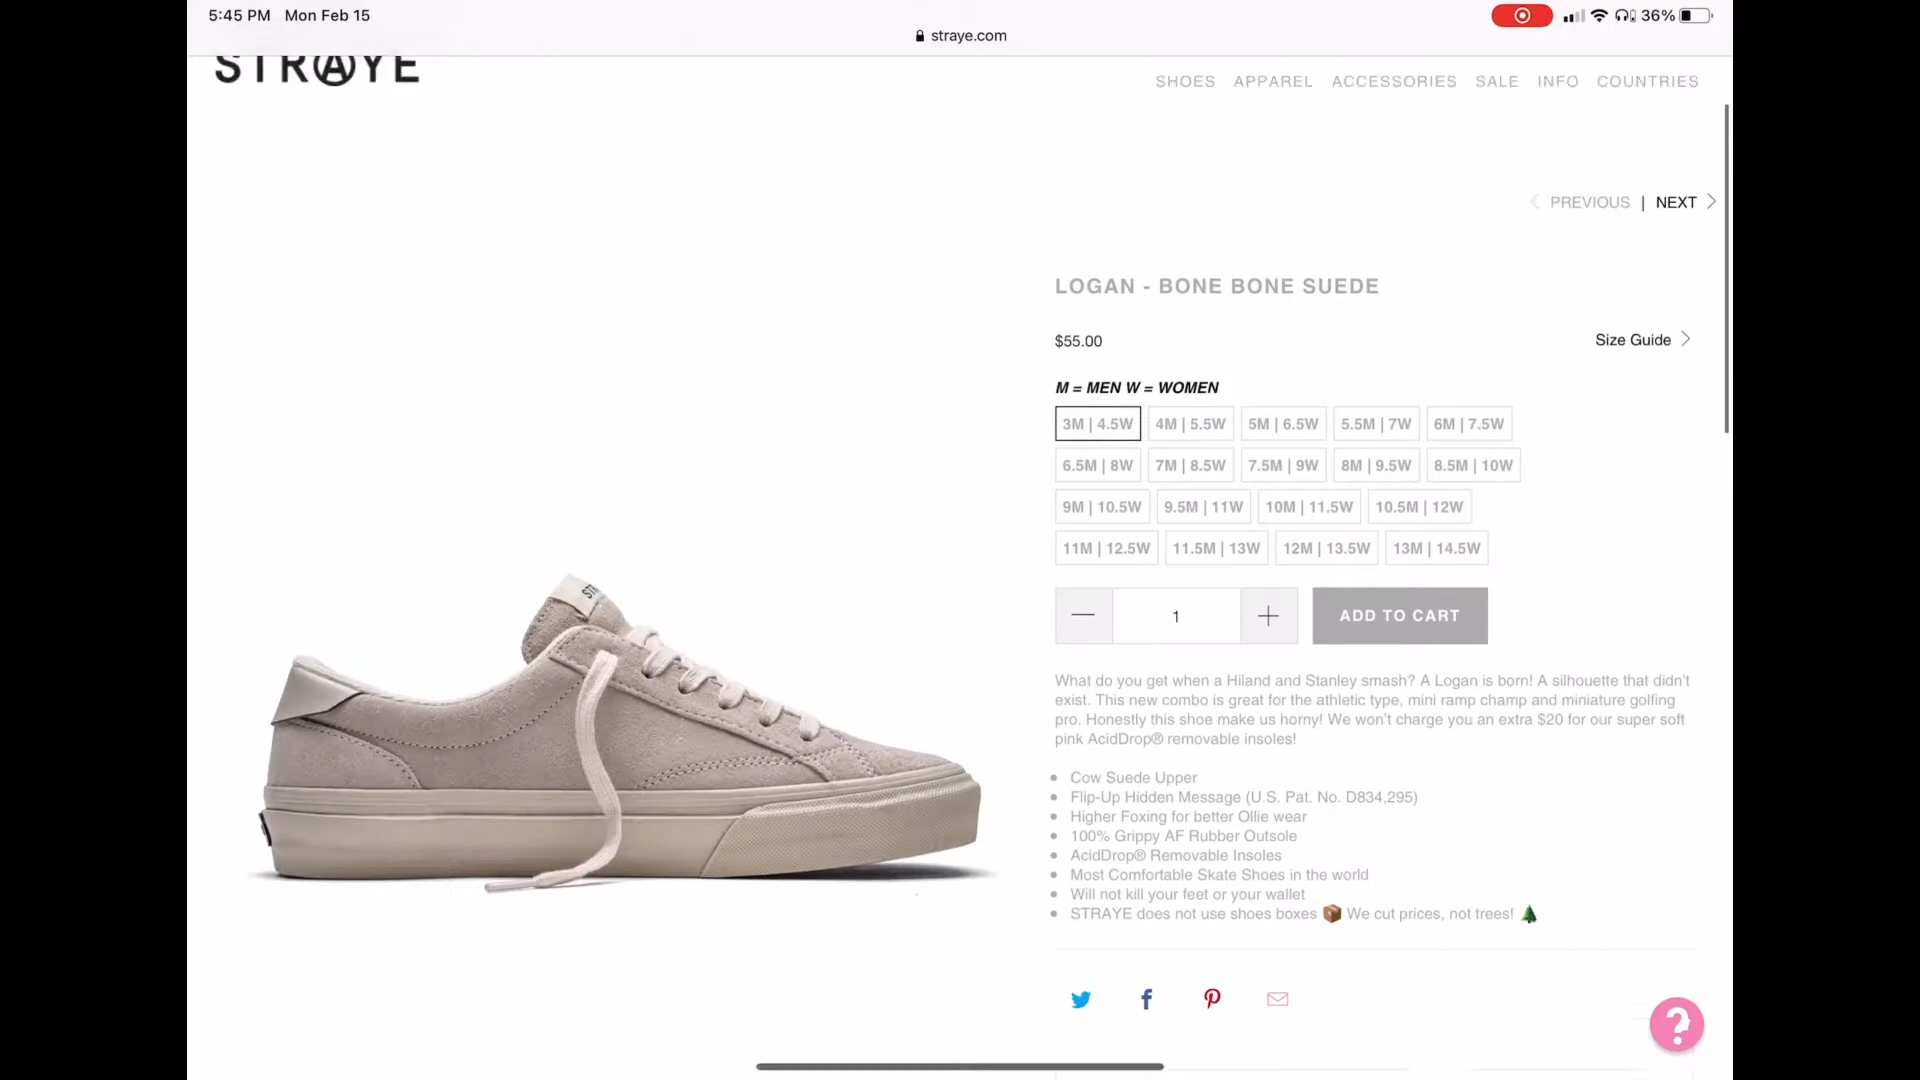 5:45 PM Mon Feb 15
36%
straye.com
STRAYE
SHOES APPAREL ACCESSORIES SALE INFO COUNTRIES
PREVIOUS | NEXT
LOGAN - BONE BONE SUEDE
$55.00
Size Guide
M = MEN W = WOMEN
3M | 4.5W 4M | 5.5W 5M | 6.5W 5.5M | 7W 6M | 7.5W
6.5M | 8W 7M | 8.5W 7.5M | 9W 8M | 9.5W 8.5M | 10W
9M | 10.5W 9.5M | 11W 10M | 11.5W 10.5M | 12W
11M | 12.5W 11.5M | 13W 12M | 13.5W 13M | 14.5W
— 1 + ADD TO CART
What do you get when a Hiland and Stanley smash? A Logan is born! A silhouette that didn't
exist. This new combo is great for the athletic type, mini ramp champ and miniature golfing
pro. Honestly this shoe make us horny! We won't charge you an extra $20 for our super soft
pink AcidDrop® removable insoles!
Cow Suede Upper
Flip-Up Hidden Message (U.S. Pat. No. D834,295)
Higher Foxing for better Ollie wear
100% Grippy AF Rubber Outsole
AcidDrop® Removable Insoles
Most Comfortable Skate Shoes in the world
Will not kill your feet or your wallet
STRAYE does not use shoes boxes 📦 We cut prices, not trees! 🌲